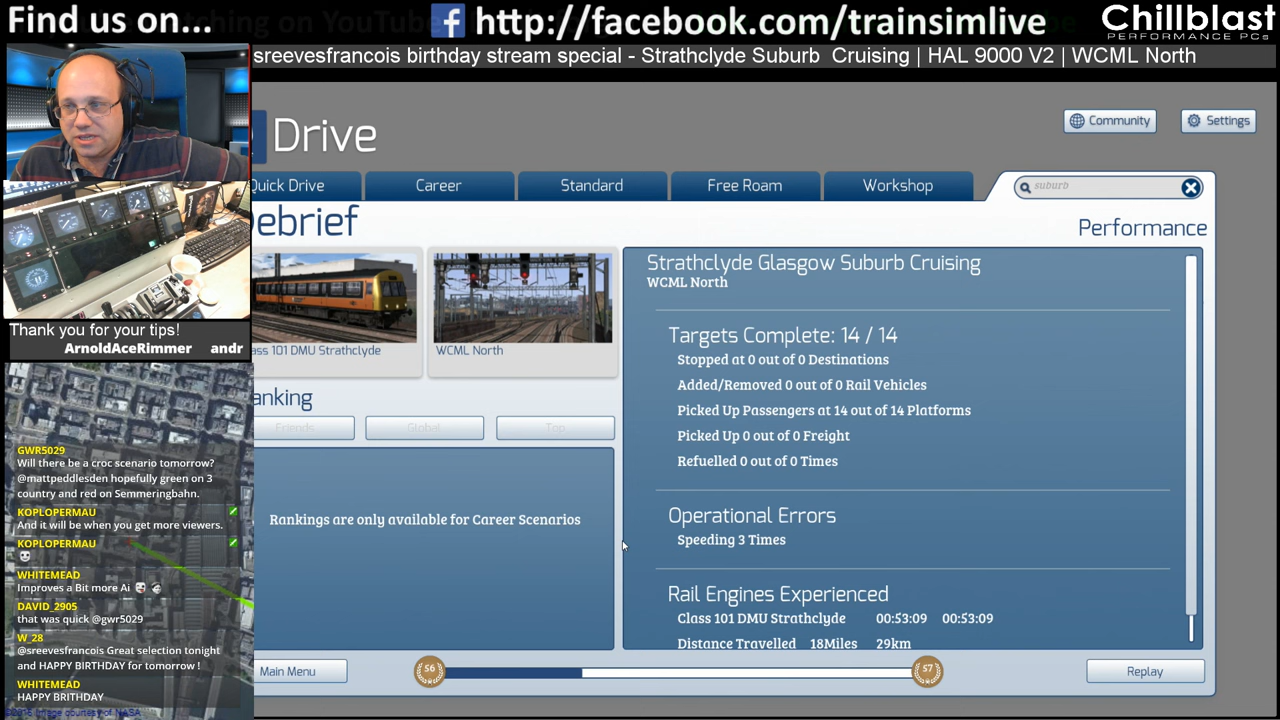 Find us on...
http://facebook.com/trainsimlive
Chillblast
PERFORMANCE PCs
sreevesfrancois birthday stream special - Strathclyde Suburb Cruising | HAL 9000 V2 | WCML North
Drive
Community
Settings
Quick Drive
Career
Standard
Free Roam
Workshop
suburb
ebrief
Performance
ass 101 DMU Strathclyde
WCML North
Strathclyde Glasgow Suburb Cruising
WCML North
Targets Complete: 14 / 14
Stopped at 0 out of 0 Destinations
Added/Removed 0 out of 0 Rail Vehicles
Picked Up Passengers at 14 out of 14 Platforms
Picked Up 0 out of 0 Freight
Refuelled 0 out of 0 Times
Operational Errors
Speeding 3 Times
Rail Engines Experienced
Class 101 DMU Strathclyde 00:53:09 00:53:09
Distance Travelled 18Miles 29km
anking
Friends
Global
Top
Rankings are only available for Career Scenarios
Main Menu
56
57
Replay
Thank you for your tips!
ArnoldAceRimmer andr
GWR5029
Will there be a croc scenario tomorrow?
@mattpeddlesden hopefully green on 3
country and red on Semmeringbahn.
KOPLOPERMAU
And it will be when you get more viewers.
KOPLOPERMAU
WHITEMEAD
Improves a Bit more Ai
DAVID_2905
that was quick @gwr5029
W_28
@sreevesfrancois Great selection tonight
and HAPPY BIRTHDAY for tomorrow !
WHITEMEAD
HAPPY BIRTHDAY
Image courtesy of NASA